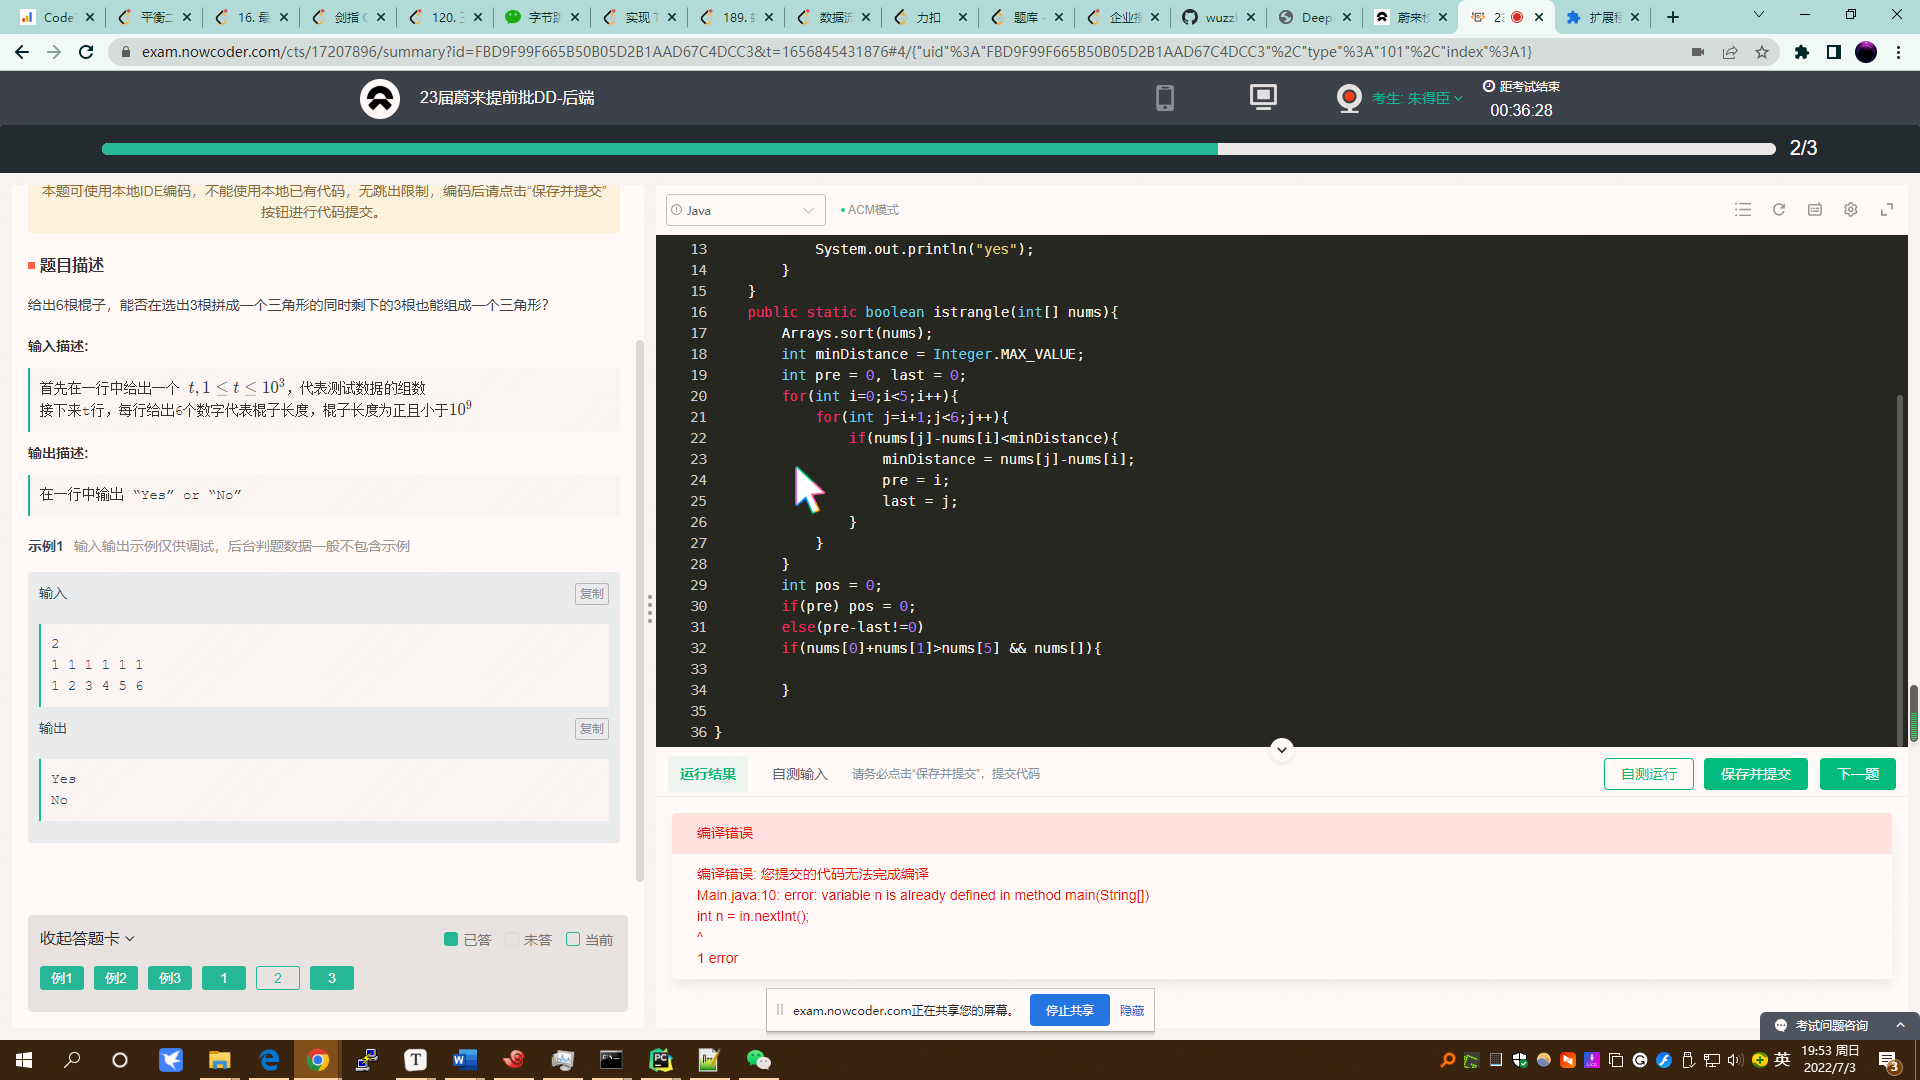 CodeT
平衡二
16. 最
剑指 O
120. 三
字节跳
实现 T
189. 轮
数据流
力扣
题库 -
企业招
wuzzh
Deep
蔚来校
23
扩展程
exam.nowcoder.com/cts/17207896/summary?id=FBD9F99F665B50B05D2B1AAD67C4DCC3&t=1656845431876#4/{"uid"%3A"FBD9F99F665B50B05D2B1AAD67C4DCC3"%2C"type"%3A"101"%2C"index"%3A1}
23届蔚来提前批DD-后端
考生: 朱得臣
距考试结束
00:36:28
2/3
本题可使用本地IDE编码，不能使用本地已有代码，无跳出限制，编码后请点击“保存并提交”
按钮进行代码提交。
题目描述
给出6根棍子，能否在选出3根拼成一个三角形的同时剩下的3根也能组成一个三角形？
输入描述:
首先在一行中给出一个 t, 1 ≤ t ≤ 10³，代表测试数据的组数
接下来t行，每行给出6个数字代表棍子长度，棍子长度为正且小于10⁹
输出描述:
在一行中输出 “Yes” or “No”
示例1 输入输出示例仅供调试，后台判题数据一般不包含示例
输入
复制
2
1 1 1 1 1 1
1 2 3 4 5 6
输出
复制
Yes
No
收起答题卡
已答
未答
当前
例1
例2
例3
1
2
3
Java
ACM模式
13 System.out.println("yes");
14 }
15 }
16 public static boolean istrangle(int[] nums){
17 Arrays.sort(nums);
18 int minDistance = Integer.MAX_VALUE;
19 int pre = 0, last = 0;
20 for(int i=0;i<5;i++){
21 for(int j=i+1;j<6;j++){
22 if(nums[j]-nums[i]<minDistance){
23 minDistance = nums[j]-nums[i];
24 pre = i;
25 last = j;
26 }
27 }
28 }
29 int pos = 0;
30 if(pre) pos = 0;
31 else(pre-last!=0)
32 if(nums[0]+nums[1]>nums[5] && nums[]){
33
34 }
35
36 }
运行结果
自测输入
请务必点击“保存并提交”，提交代码
自测运行
保存并提交
下一题
编译错误
编译错误: 您提交的代码无法完成编译
Main.java:10: error: variable n is already defined in method main(String[])
int n = in.nextInt();
^
1 error
exam.nowcoder.com正在共享您的屏幕。
停止共享
隐藏
考试问题咨询
英
19:53 周日
2022/7/3
3